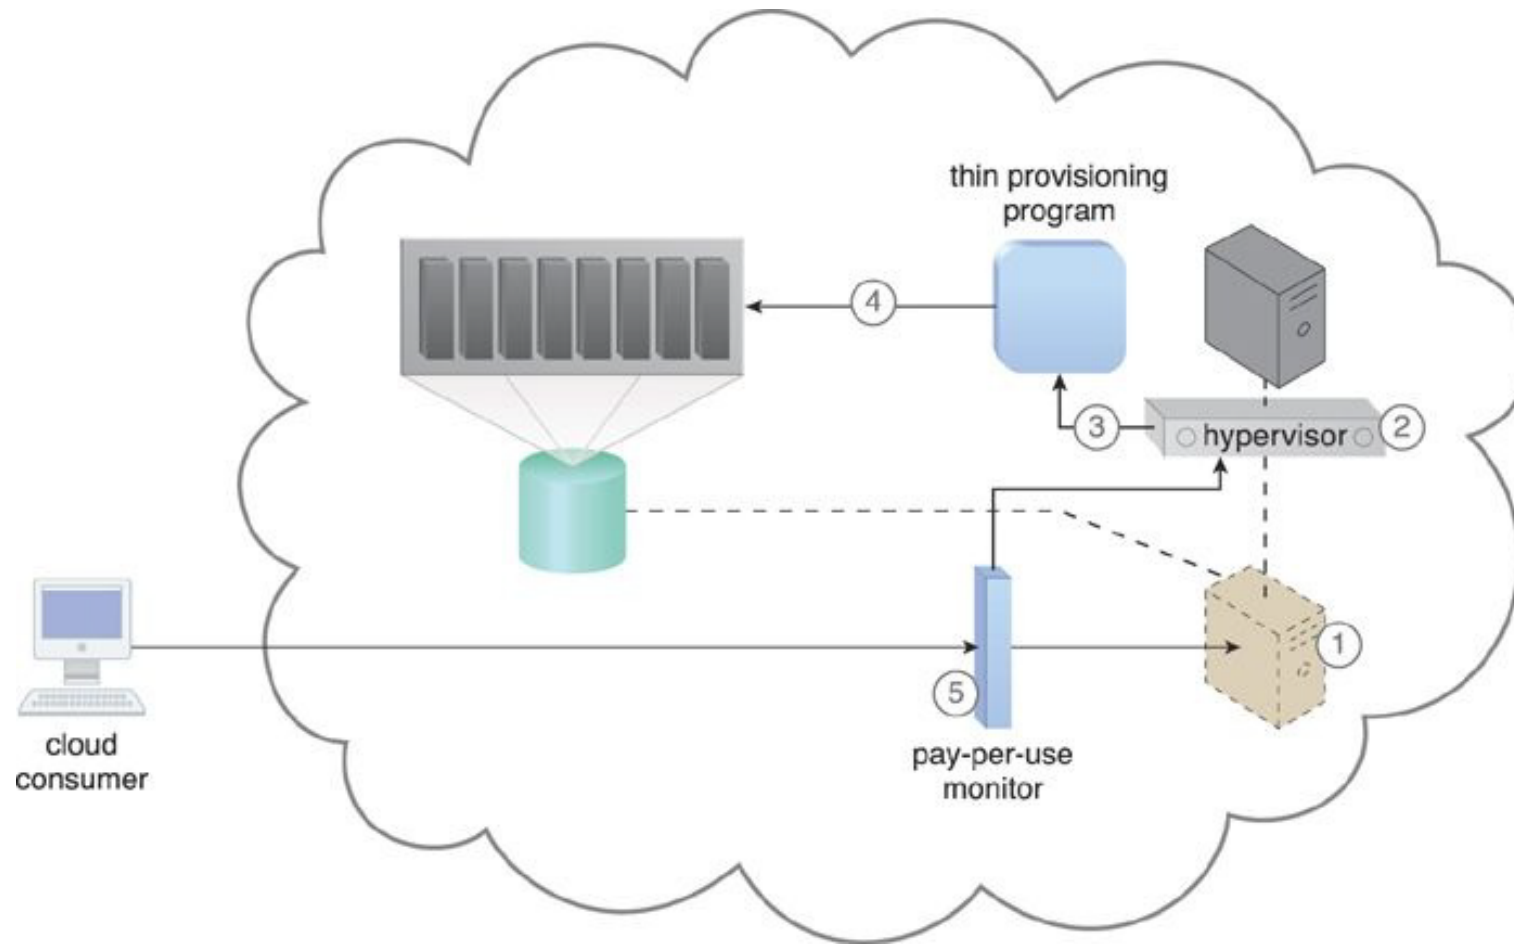 thin provisioning
program
4
3
hypervisor
2
1
5
cloud
consumer
pay-per-use
monitor